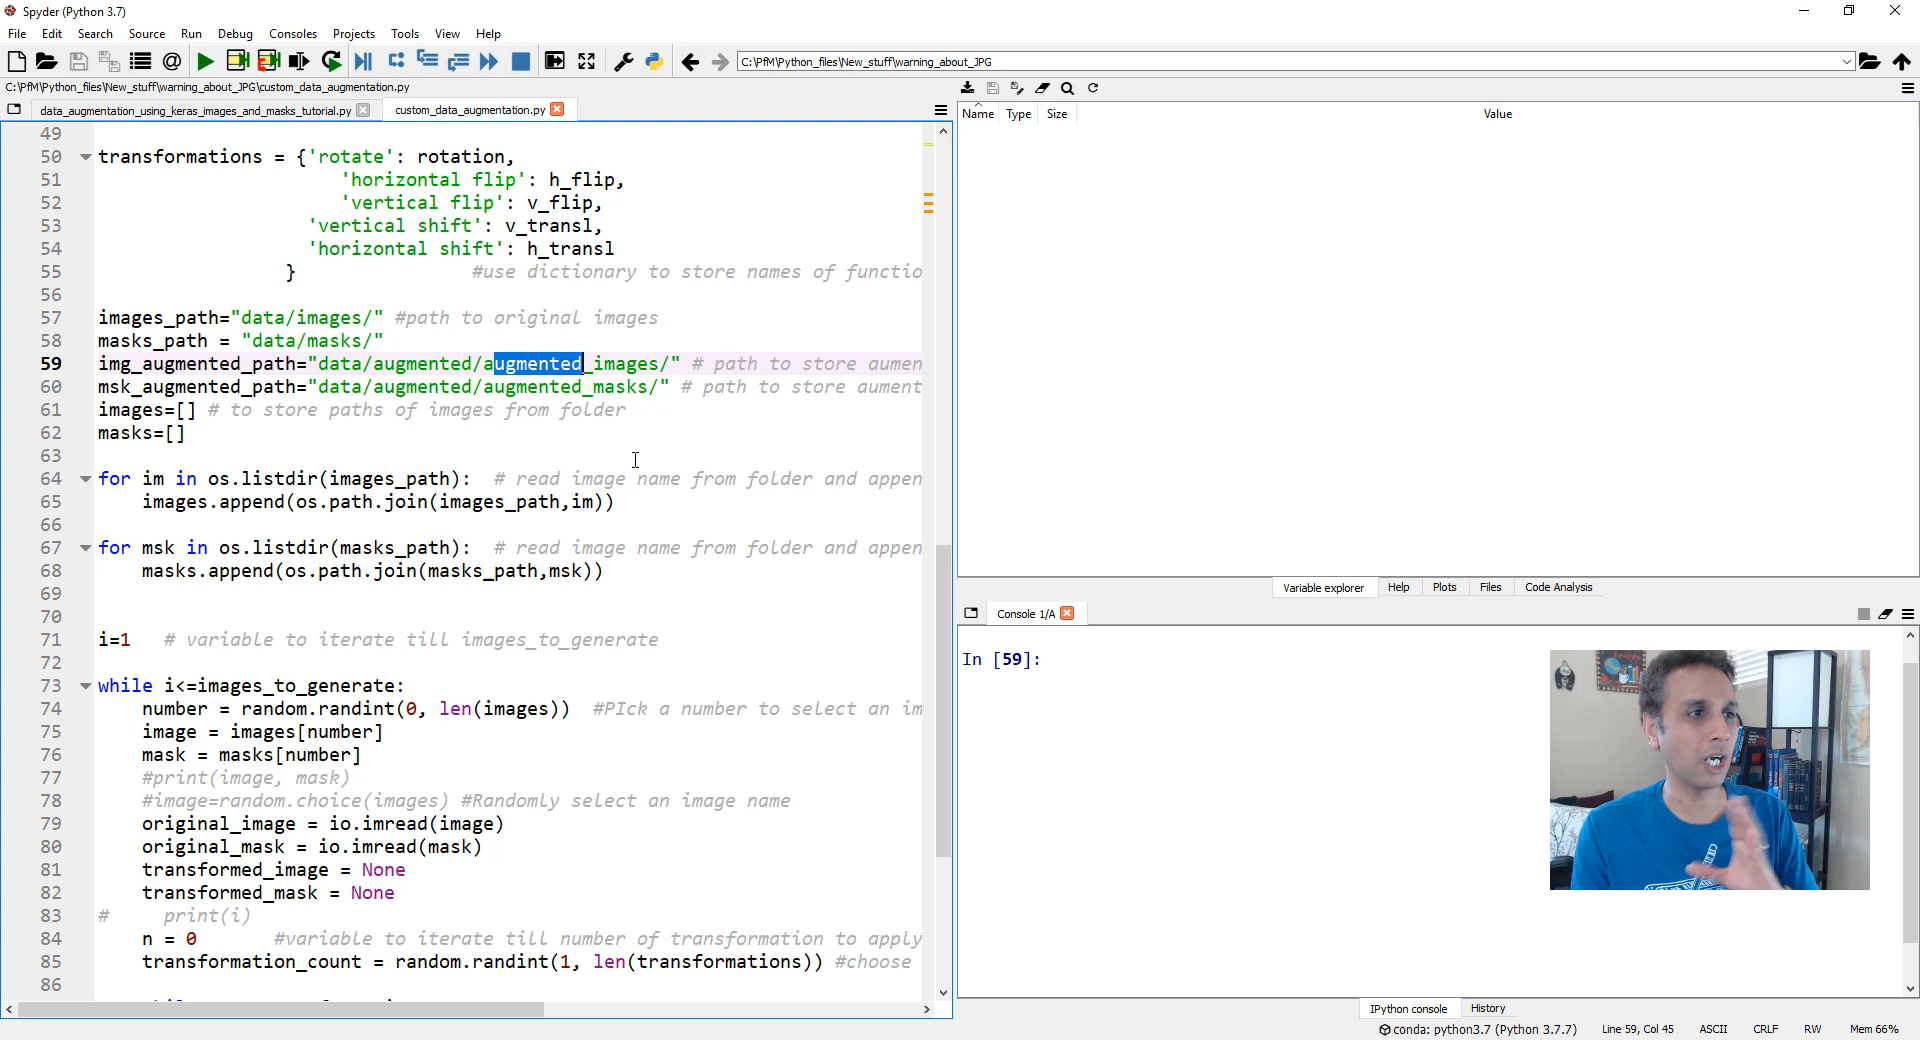 Spyder (Python 3.7)
File Edit Search Source Run Debug Consoles Projects Tools View Help
C:\PfM\Python_files\New_stuff\warning_about_JPG
C:\PfM\Python_files\New_stuff\warning_about_JPG\custom_data_augmentation.py
data_augmentation_using_keras_images_and_masks_tutorial.py custom_data_augmentation.py
Name Type Size Value
49
50 transformations = {'rotate': rotation,
51 'horizontal flip': h_flip,
52 'vertical flip': v_flip,
53 'vertical shift': v_transl,
54 'horizontal shift': h_transl
55 } #use dictionary to store names of functio
56
57 images_path="data/images/" #path to original images
58 masks_path = "data/masks/"
59 img_augmented_path="data/augmented/augmented_images/" # path to store aumen
60 msk_augmented_path="data/augmented/augmented_masks/" # path to store aument
61 images=[] # to store paths of images from folder
62 masks=[]
63
64 for im in os.listdir(images_path): # read image name from folder and appen
65 images.append(os.path.join(images_path,im))
66
67 for msk in os.listdir(masks_path): # read image name from folder and appen
68 masks.append(os.path.join(masks_path,msk))
69
70
71 i=1 # variable to iterate till images_to_generate
72
73 while i<=images_to_generate:
74 number = random.randint(0, len(images)) #PIck a number to select an im
75 image = images[number]
76 mask = masks[number]
77 #print(image, mask)
78 #image=random.choice(images) #Randomly select an image name
79 original_image = io.imread(image)
80 original_mask = io.imread(mask)
81 transformed_image = None
82 transformed_mask = None
83 # print(i)
84 n = 0 #variable to iterate till number of transformation to apply
85 transformation_count = random.randint(1, len(transformations)) #choose
86
Variable explorer Help Plots Files Code Analysis
Console 1/A
In [59]:
IPython console History
conda: python3.7 (Python 3.7.7) Line 59, Col 45 ASCII CRLF RW Mem 66%